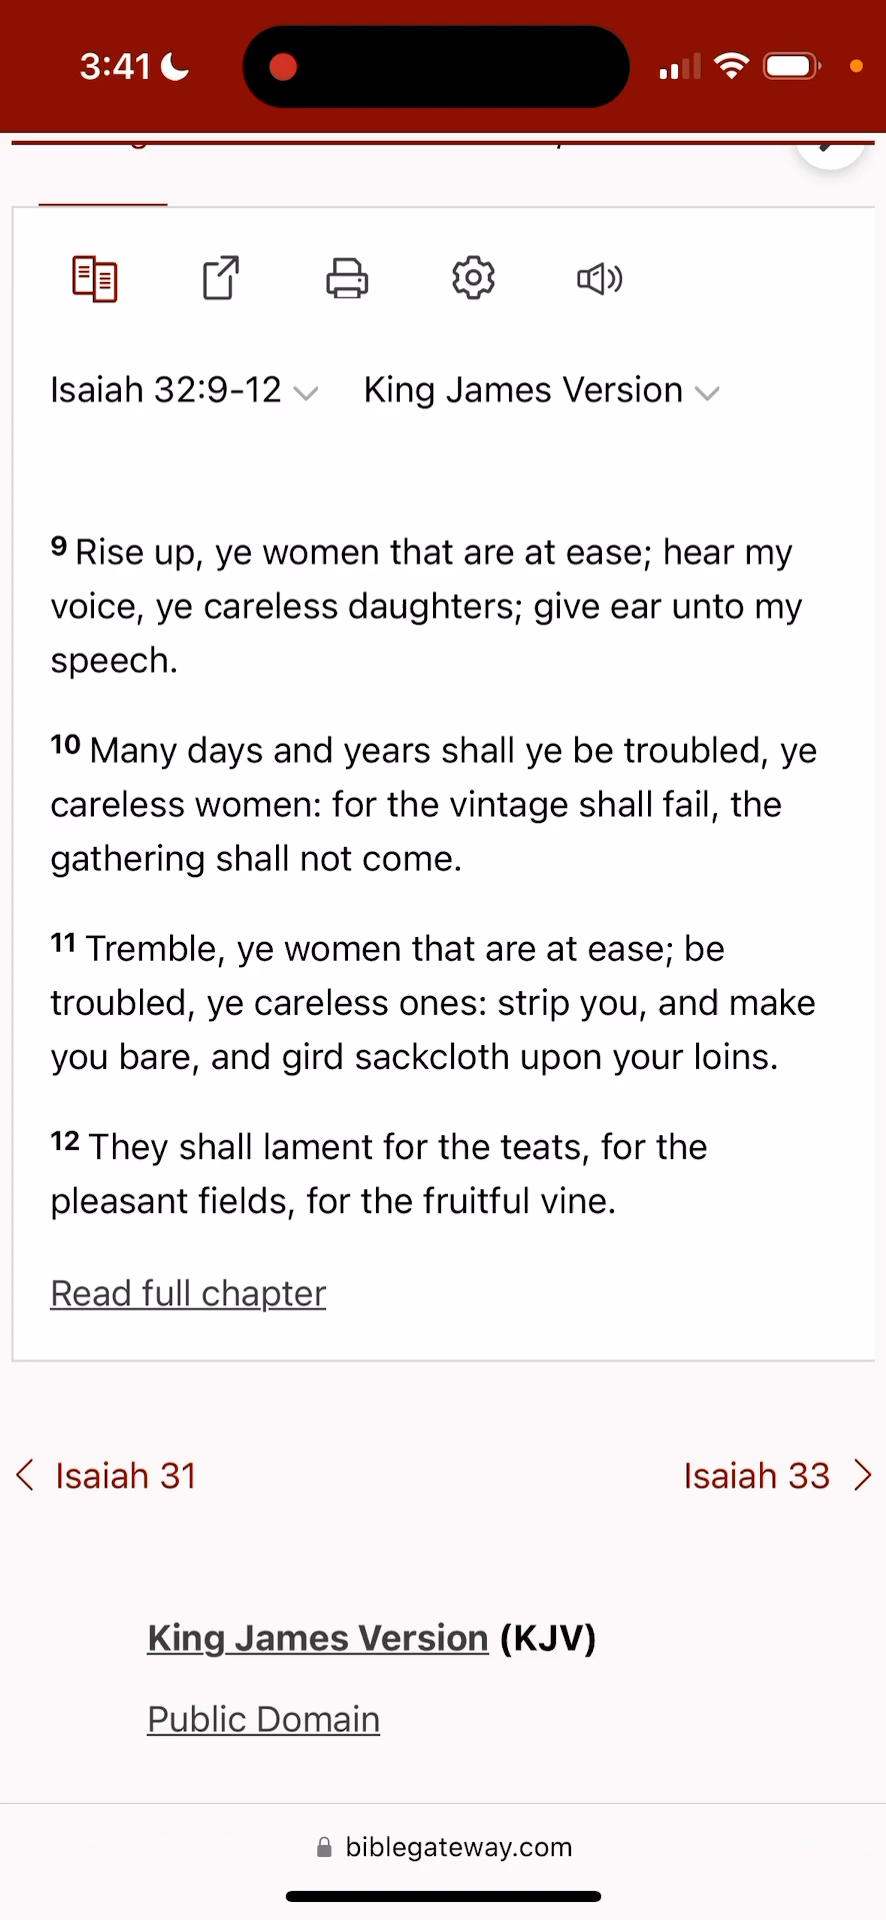 3:41
Isaiah 32:9-12 King James Version
9 Rise up, ye women that are at ease; hear my
voice, ye careless daughters; give ear unto my
speech.
10 Many days and years shall ye be troubled, ye
careless women: for the vintage shall fail, the
gathering shall not come.
11 Tremble, ye women that are at ease; be
troubled, ye careless ones: strip you, and make
you bare, and gird sackcloth upon your loins.
12 They shall lament for the teats, for the
pleasant fields, for the fruitful vine.
Read full chapter
Isaiah 31 Isaiah 33
King James Version (KJV)
Public Domain
biblegateway.com